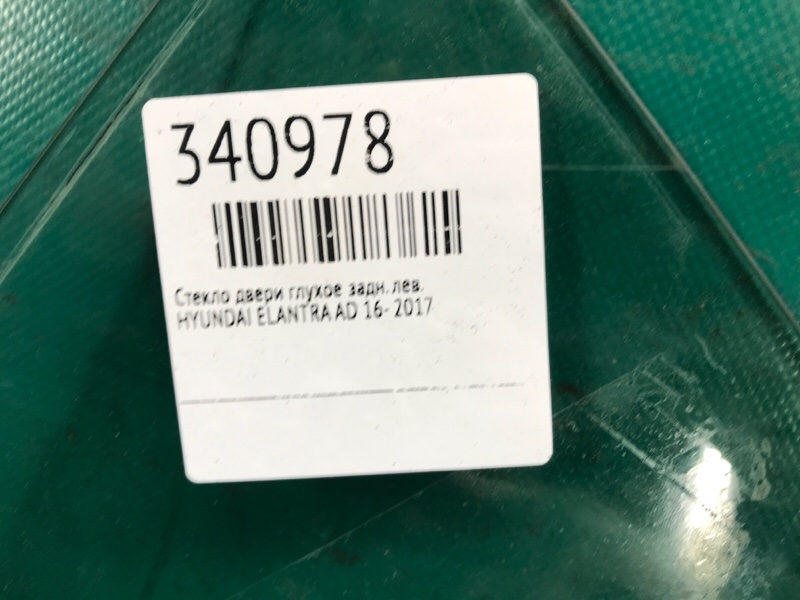 340978
Стекло двери глухое задн. лев.
HYUNDAI ELANTRA AD 16- 2017